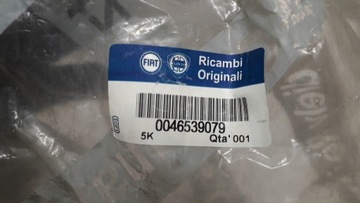 FIAT
Ricambi
Originali
0046539079
5K Qta' 001